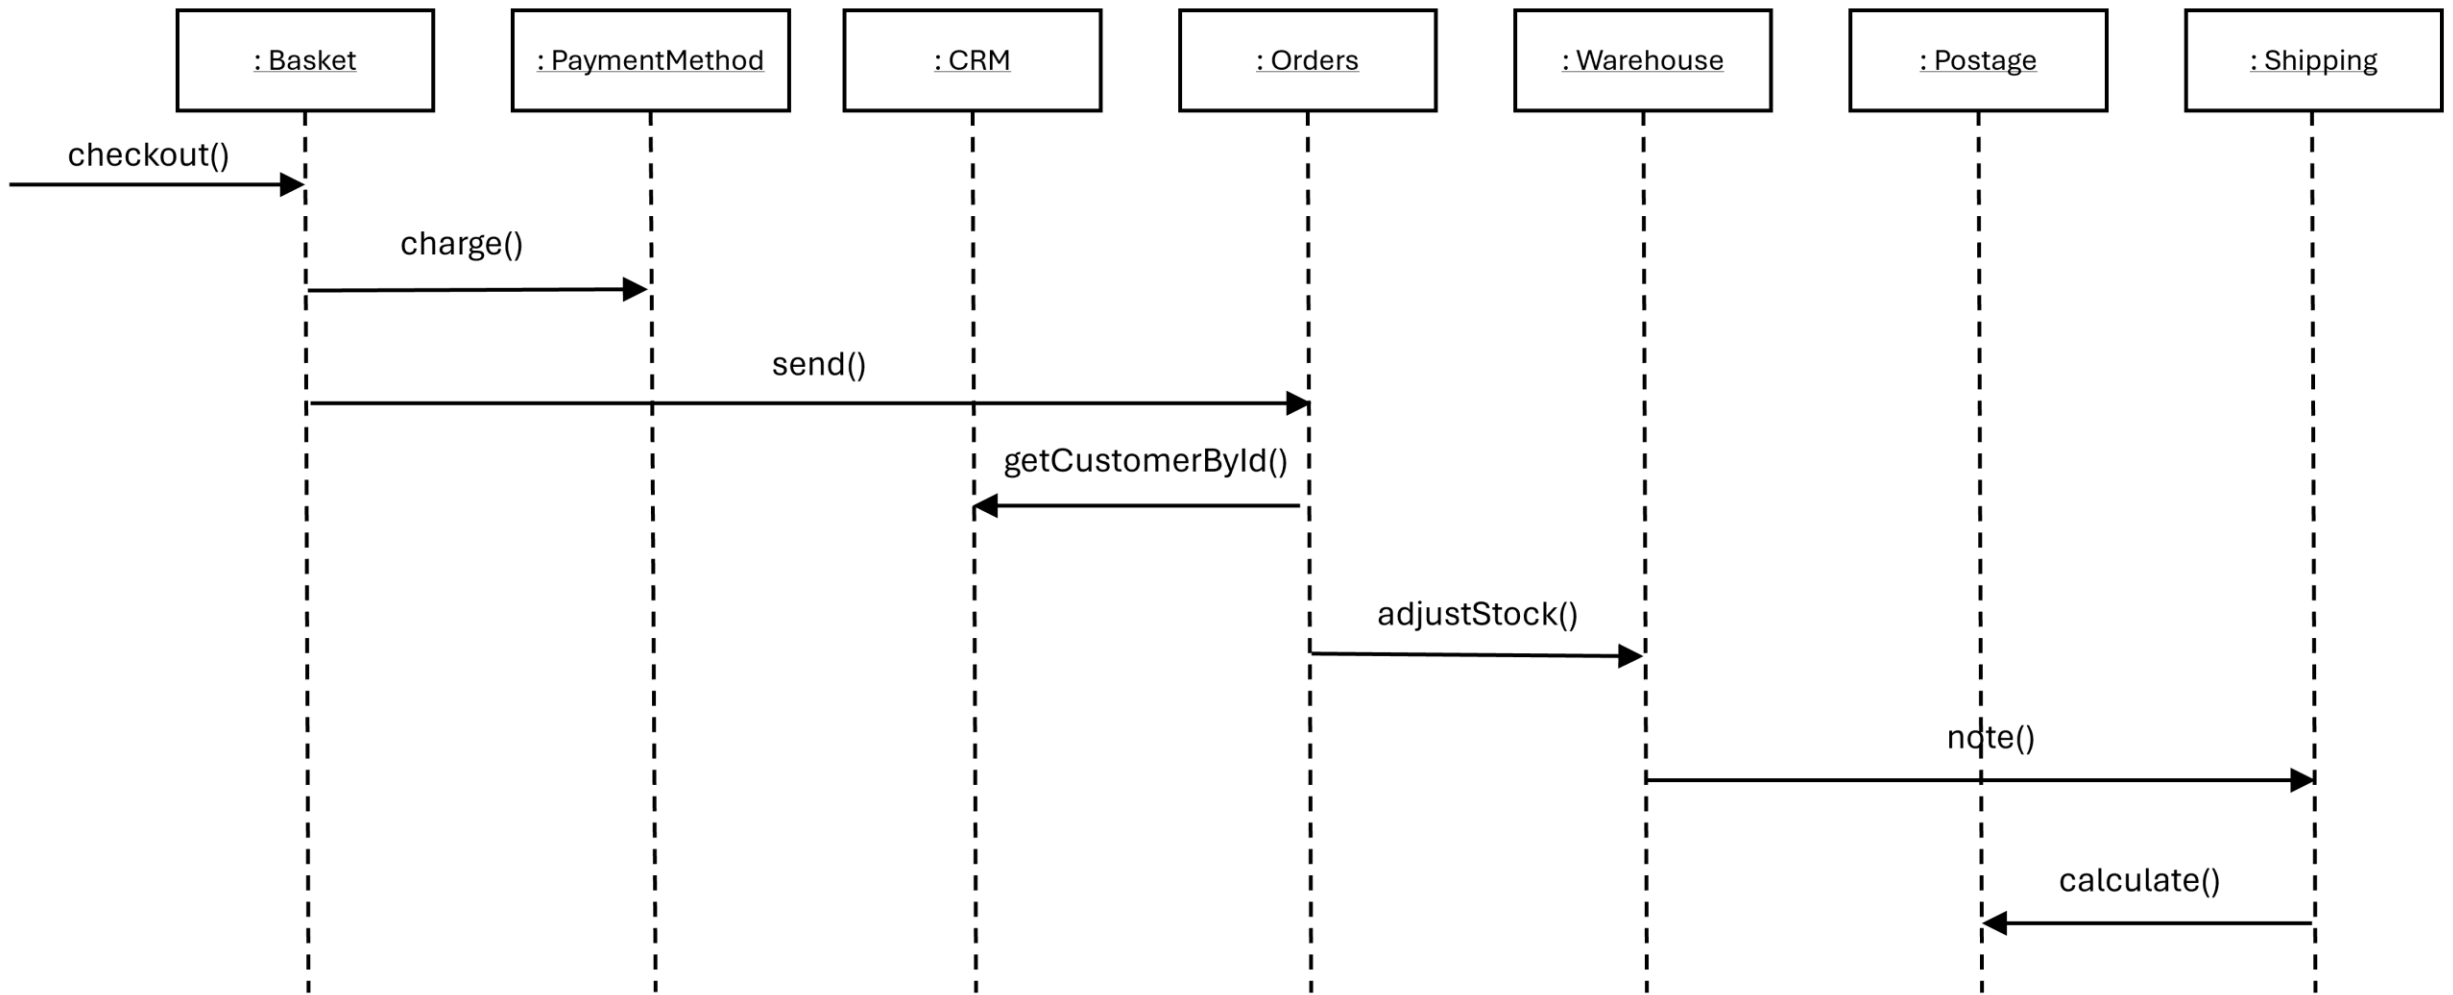 : Basket
: PaymentMethod
: CRM
: Orders
: Warehouse
: Postage
: Shipping
checkout()
charge()
send()
getCustomerById()
adjustStock()
note()
calculate()